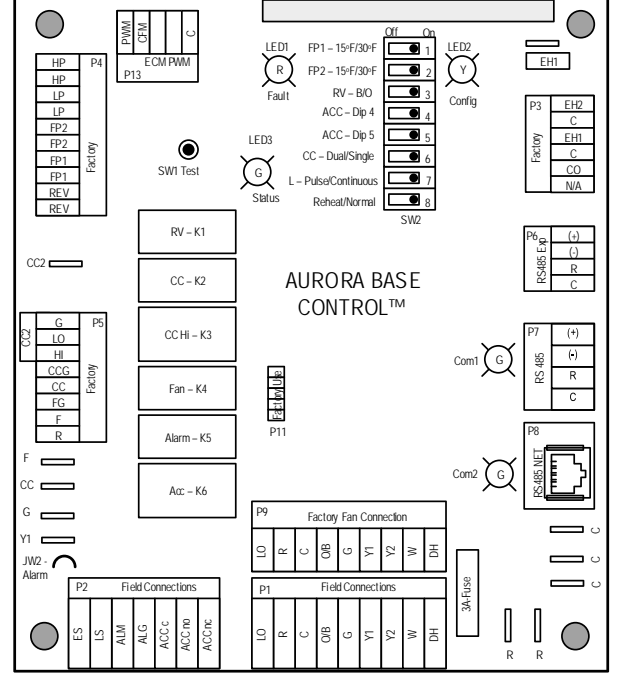 PWM
CFM
C
ECM PWM
P13
Off
On
LED1
R
Fault
FP1 – 15°F/30°F
1
FP2 – 15°F/30°F
2
RV – B/O
3
ACC – Dip 4
4
ACC – Dip 5
5
CC – Dual/Single
6
L – Pulse/Continuous
7
Reheat/Normal
8
SW2
LED2
Y
Config
EH1
P4
HP
HP
LP
LP
FP2
FP2
FP1
FP1
REV
REV
Factory
SW1 Test
LED3
G
Status
P3
EH2
C
EH1
C
CO
N/A
Factory
CC2
RV – K1
CC – K2
CC Hi – K3
Fan – K4
Alarm – K5
Acc – K6
AURORA BASE
CONTROL™
P6
RS485 Exp
(+)
(-)
R
C
CC2
P5
G
LO
HI
CCG
CC
FG
F
R
Factory
Factory Use
P11
Com1
G
P7
RS 485
(+)
(-)
R
C
Com2
G
P8
RS485 NET
F
CC
G
Y1
JW2 -
Alarm
P9
Factory Fan Connection
LO
R
C
O/B
G
Y1
Y2
W
DH
C
C
C
P2
Field Connections
ES
LS
ALM
ALG
ACC c
ACC no
ACC nc
P1
Field Connections
LO
R
C
O/B
G
Y1
Y2
W
DH
3A-Fuse
R
R